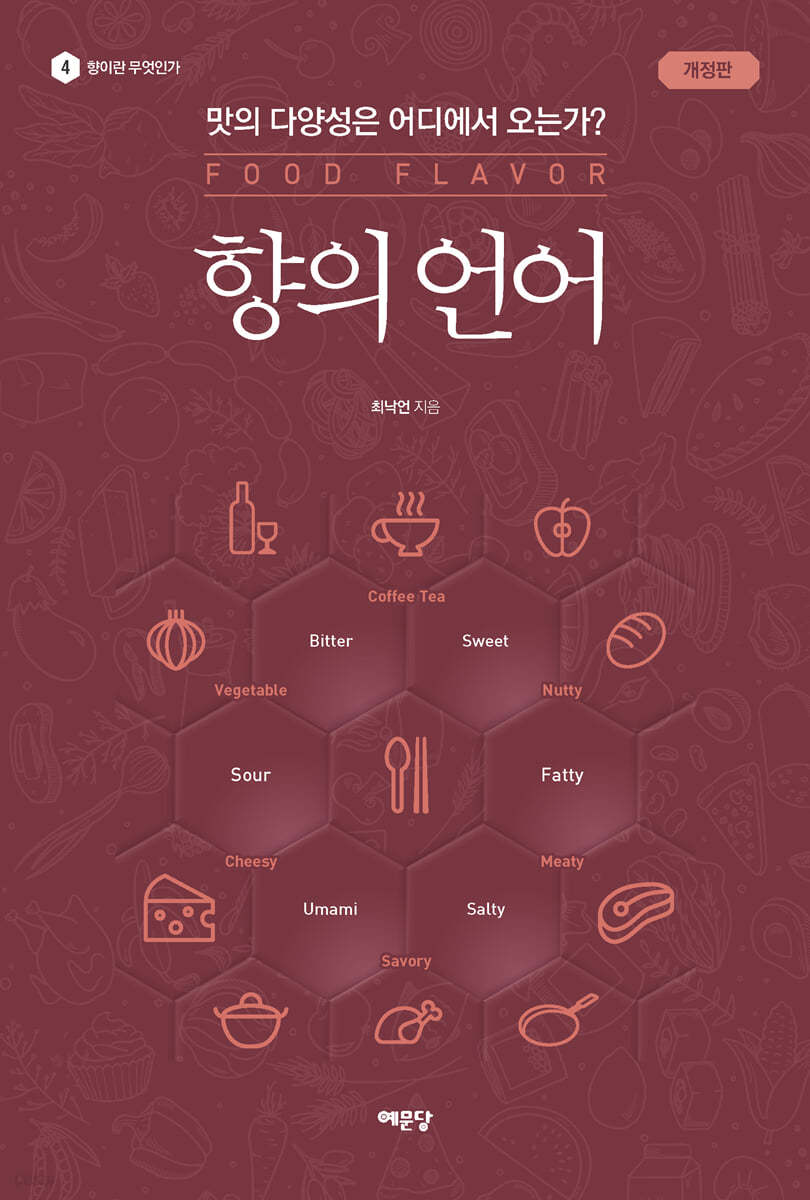 4 향이란 무엇인가
개정판
맛의 다양성은 어디에서 오는가?
FOOD FLAVOR
향의 언어
최낙언 지음
Coffee Tea
Bitter
Sweet
Vegetable
Nutty
Sour
Fatty
Cheesy
Meaty
Umami
Salty
Savory
예문당